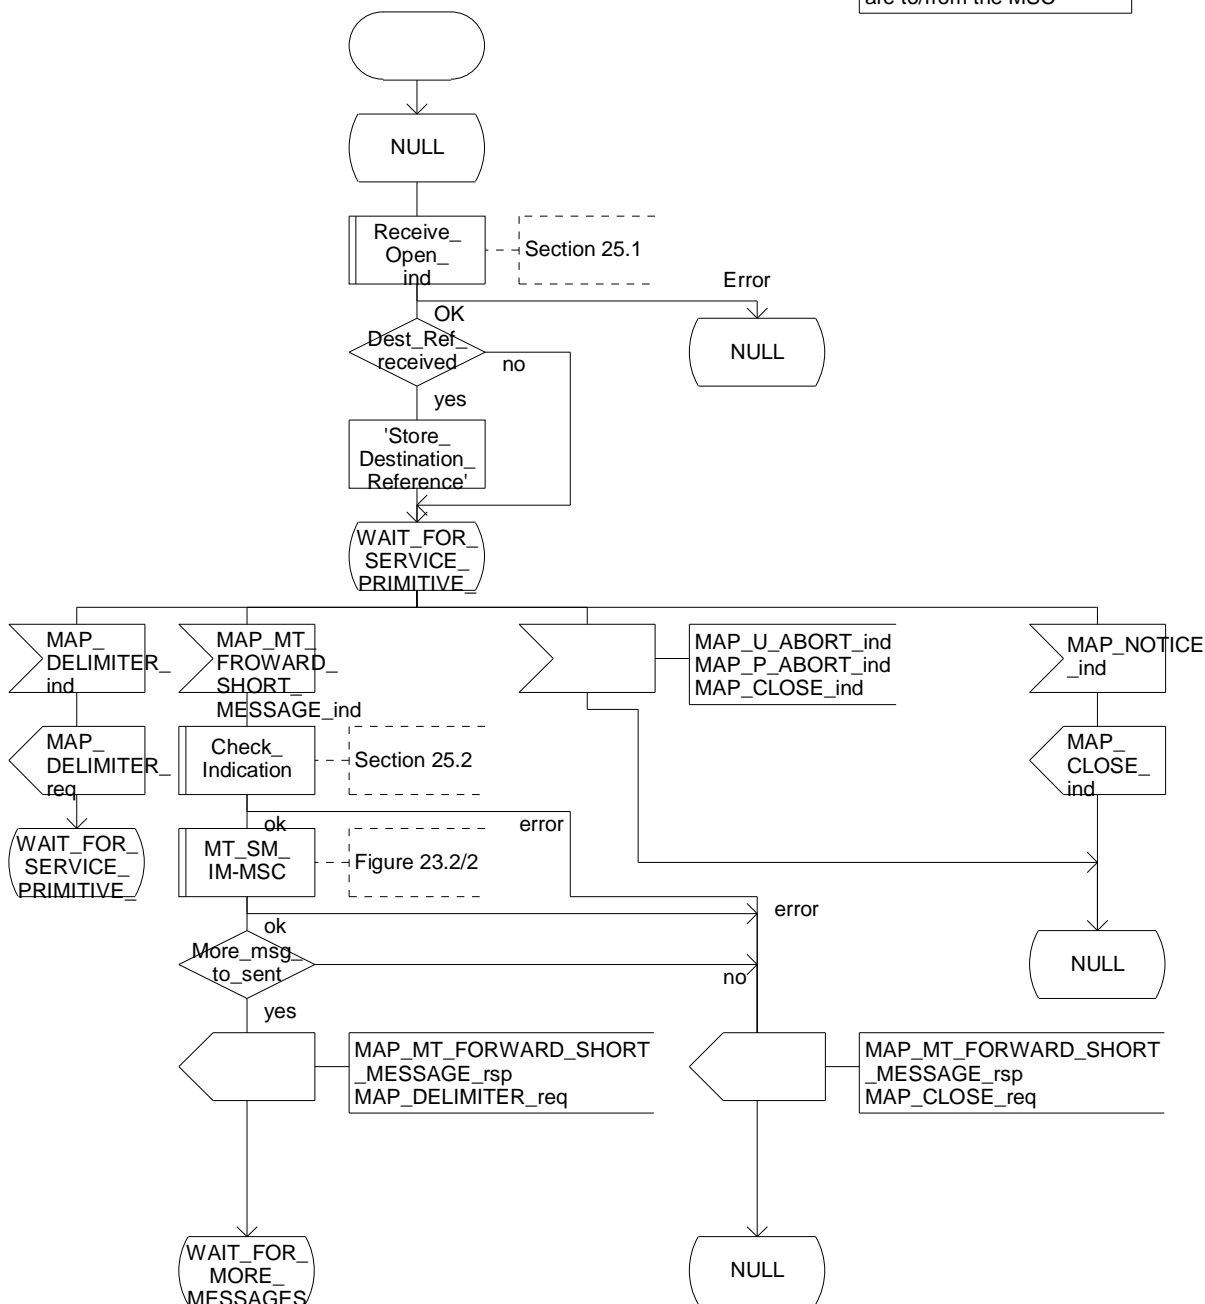 are to/from the MSC
NULL
Receive_
Open_
ind
Section 25.1
Error
OK
Dest_Ref_
received
no
NULL
yes
'Store_
Destination_
Reference'
WAIT_FOR_
SERVICE_
PRIMITIVE_
MAP_
DELIMITER_
ind
MAP_MT_
FROWARD_
SHORT_
MESSAGE_ind
MAP_U_ABORT_ind
MAP_P_ABORT_ind
MAP_CLOSE_ind
MAP_NOTICE
_ind
MAP_
DELIMITER_
req
Check_
Indication
Section 25.2
MAP_
CLOSE_
ind
ok
error
WAIT_FOR_
SERVICE_
PRIMITIVE_
MT_SM_
IM-MSC
Figure 23.2/2
ok
error
More_msg_
to_sent
no
NULL
yes
MAP_MT_FORWARD_SHORT
_MESSAGE_rsp
MAP_DELIMITER_req
MAP_MT_FORWARD_SHORT
_MESSAGE_rsp
MAP_CLOSE_req
WAIT_FOR_
MORE_
MESSAGES
NULL